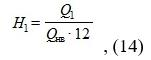 H₁ = Q₁ / (Qнв · 12) , (14)